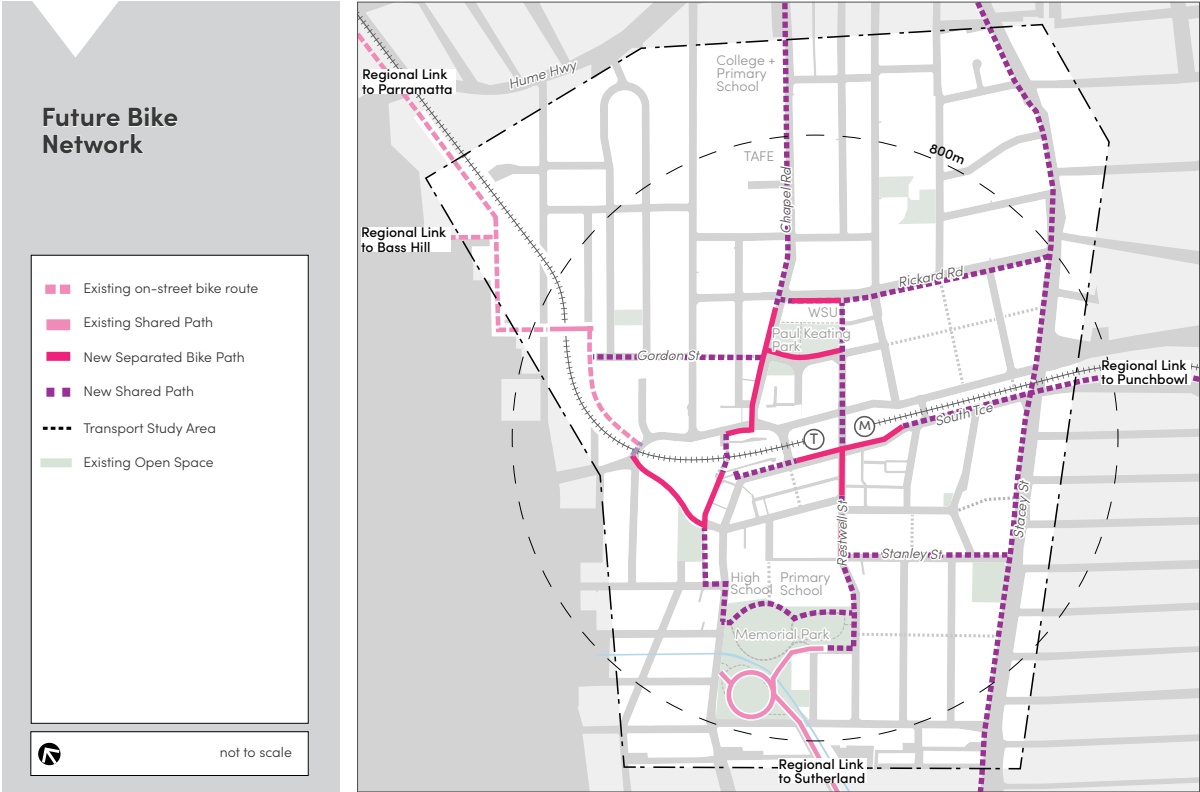 Future Bike
Network
Existing on-street bike route
Existing Shared Path
New Separated Bike Path
New Shared Path
Transport Study Area
Existing Open Space
not to scale
Regional Link
to Parramatta
Hume Hwy
College +
Primary
School
TAFE
800m
Chapel Rd
Regional Link
to Bass Hill
Rickard Rd
WSU
Paul Keating
Park
Gordon St
Regional Link
to Punchbowl
South Tce
M
T
Stacey St
Restwell St
Stanley St
High
School
Primary
School
Memorial Park
Regional Link
to Sutherland